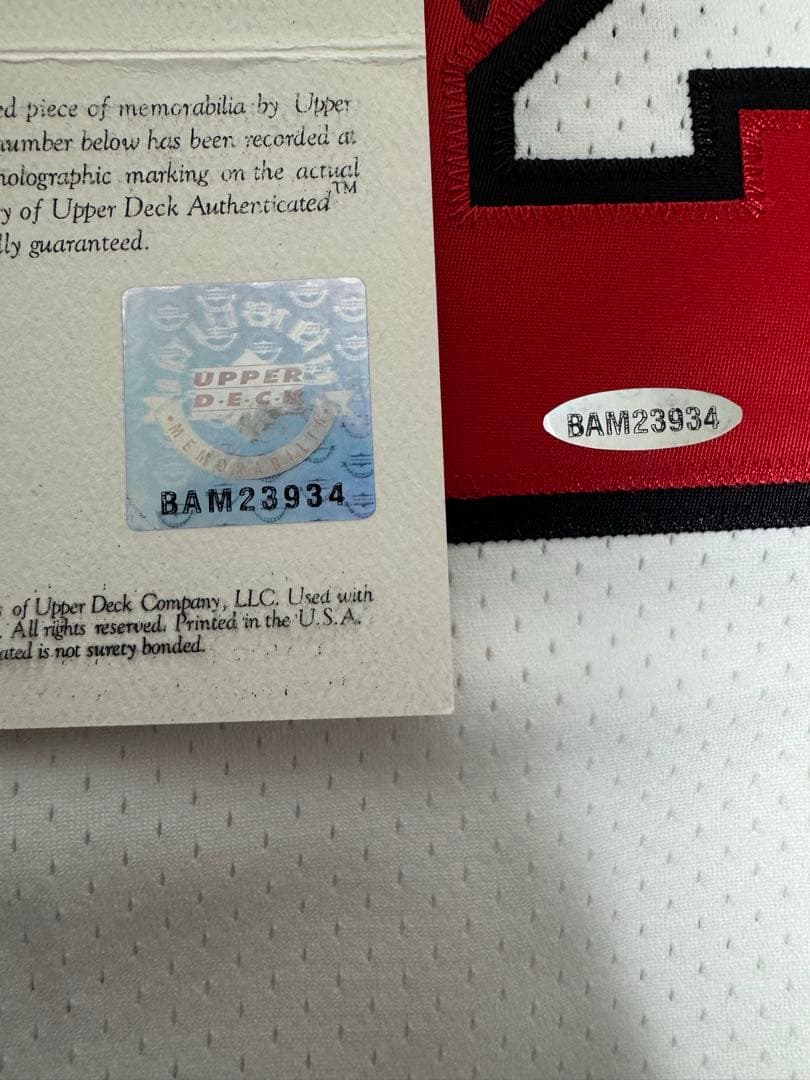 ed piece of memorabilia by Upper
number below has been recorded at
holographic marking on the actual
y of Upper Deck Authenticated™
lly guaranteed.
UPPER
D·E·C·K
MEMORABILIA
BAM23934
BAM23934
of Upper Deck Company, LLC. Used with
. All rights reserved. Printed in the U.S.A.
ated is not surety bonded.
2